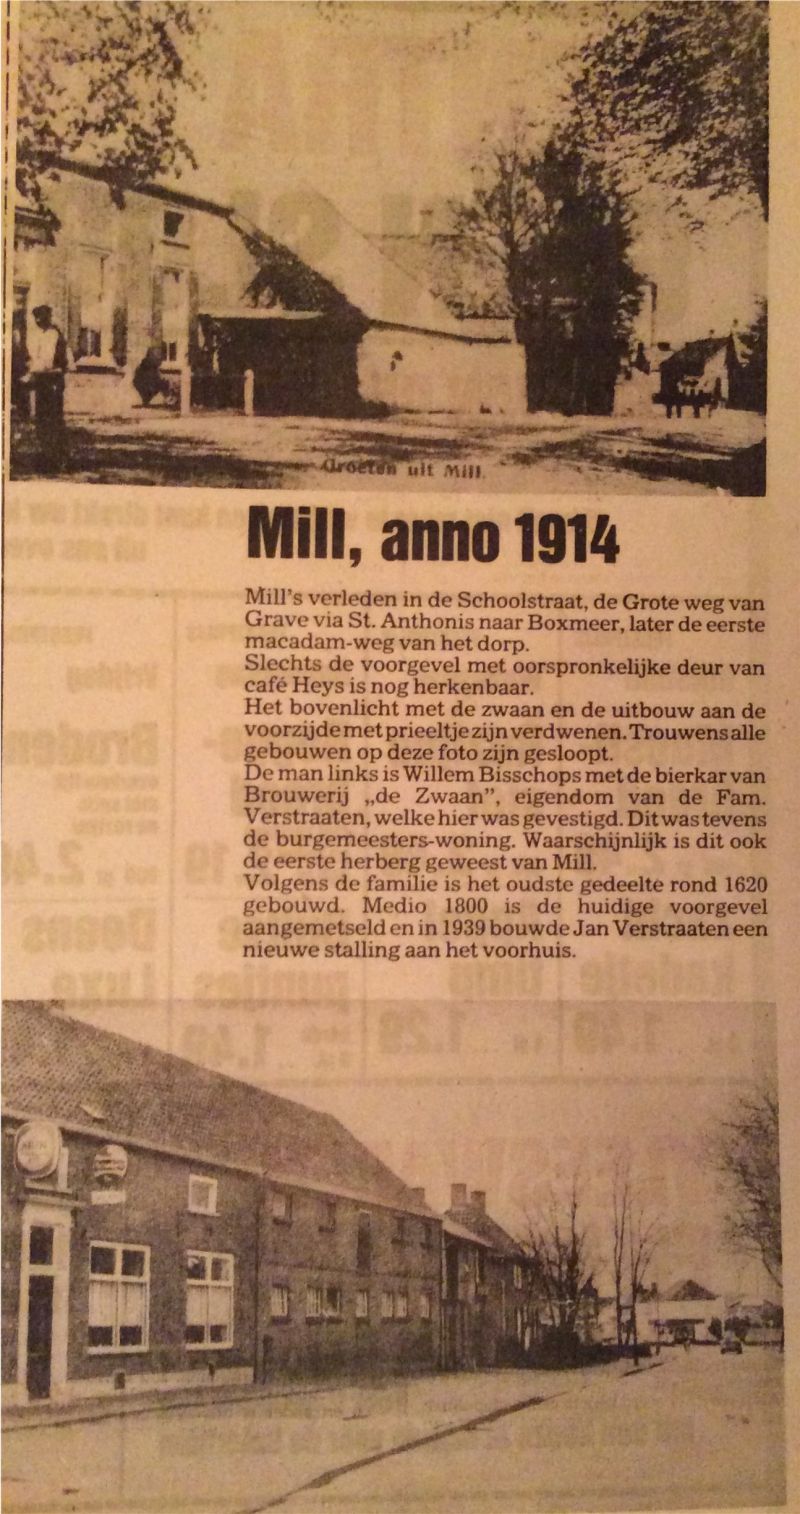 Groeten uit Mill
Mill, anno 1914
Mill's verleden in de Schoolstraat, de Grote weg van
Grave via St. Anthonis naar Boxmeer, later de eerste
macadam-weg van het dorp.
Slechts de voorgevel met oorspronkelijke deur van
café Heys is nog herkenbaar.
Het bovenlicht met de zwaan en de uitbouw aan de
voorzijde met prieeltje zijn verdwenen. Trouwens alle
gebouwen op deze foto zijn gesloopt.
De man links is Willem Bisschops met de bierkar van
Brouwerij „de Zwaan”, eigendom van de Fam.
Verstraaten, welke hier was gevestigd. Dit was tevens
de burgemeesters-woning. Waarschijnlijk is dit ook
de eerste herberg geweest van Mill.
Volgens de familie is het oudste gedeelte rond 1620
gebouwd. Medio 1800 is de huidige voorgevel
aangemetseld en in 1939 bouwde Jan Verstraaten een
nieuwe stalling aan het voorhuis.